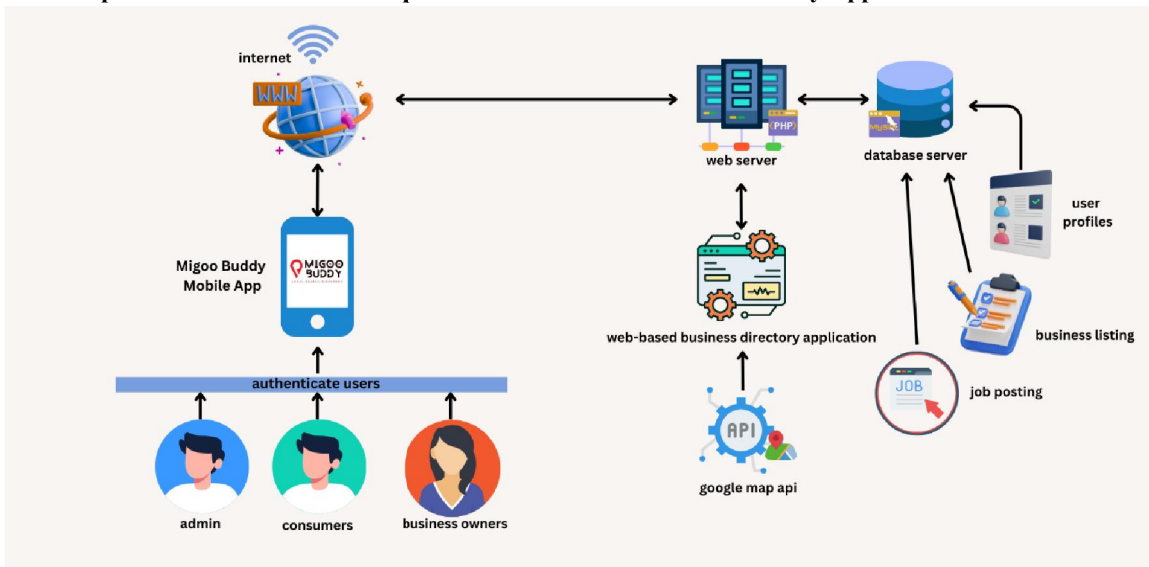 internet
WWW
PHP
MySQL
web server
database server
user
profiles
Migoo Buddy
Mobile App
MIGOO
BUDDY
web-based business directory application
business listing
authenticate users
JOB
job posting
API
google map api
admin
consumers
business owners